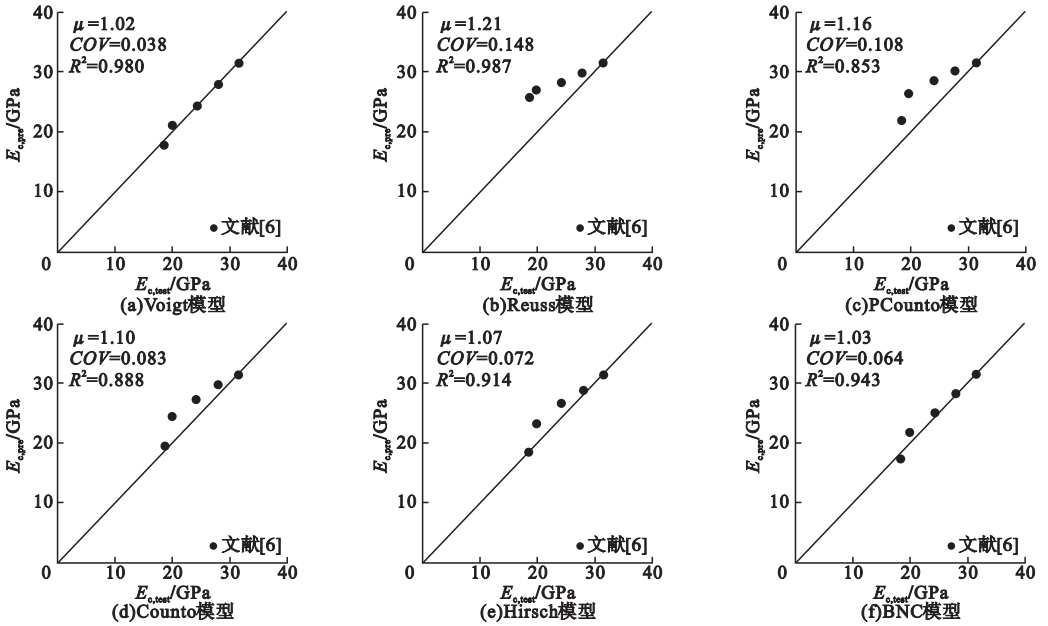 40
μ=1.02
COV=0.038
R²=0.980
30
20
10
0
E_c,pre/GPa
文献[6]
10 20 30 40
E_c,test/GPa
(a)Voigt模型
40
μ=1.21
COV=0.148
R²=0.987
30
20
10
0
E_c,pre/GPa
文献[6]
10 20 30 40
E_c,test/GPa
(b)Reuss模型
40
μ=1.16
COV=0.108
R²=0.853
30
20
10
0
E_c,pre/GPa
文献[6]
10 20 30 40
E_c,test/GPa
(c)PCounto模型
40
μ=1.10
COV=0.083
R²=0.888
30
20
10
0
E_c,pre/GPa
文献[6]
10 20 30 40
E_c,test/GPa
(d)Counto模型
40
μ=1.07
COV=0.072
R²=0.914
30
20
10
0
E_c,pre/GPa
文献[6]
10 20 30 40
E_c,test/GPa
(e)Hirsch模型
40
μ=1.03
COV=0.064
R²=0.943
30
20
10
0
E_c,pre/GPa
文献[6]
10 20 30 40
E_c,test/GPa
(f)BNC模型